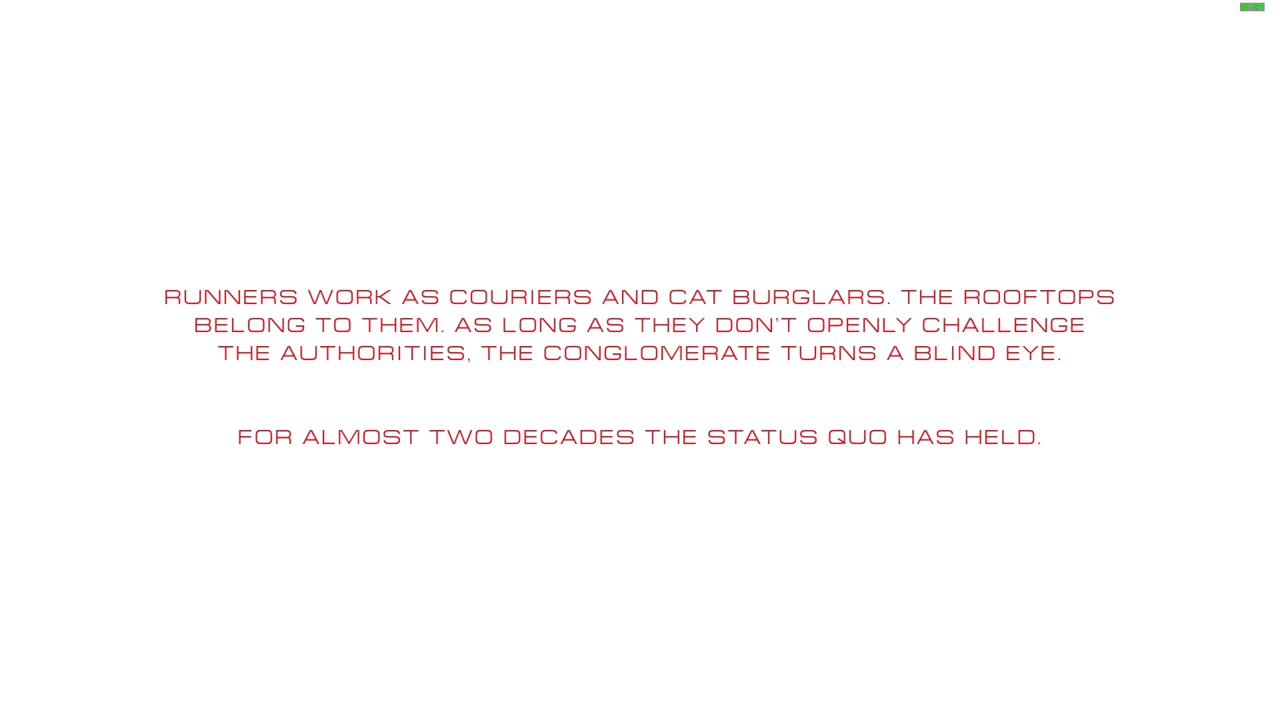 RUNNERS WORK AS COURIERS AND CAT BURGLARS. THE ROOFTOPS
BELONG TO THEM. AS LONG AS THEY DON'T OPENLY CHALLENGE
THE AUTHORITIES, THE CONGLOMERATE TURNS A BLIND EYE.
FOR ALMOST TWO DECADES THE STATUS QUO HAS HELD.